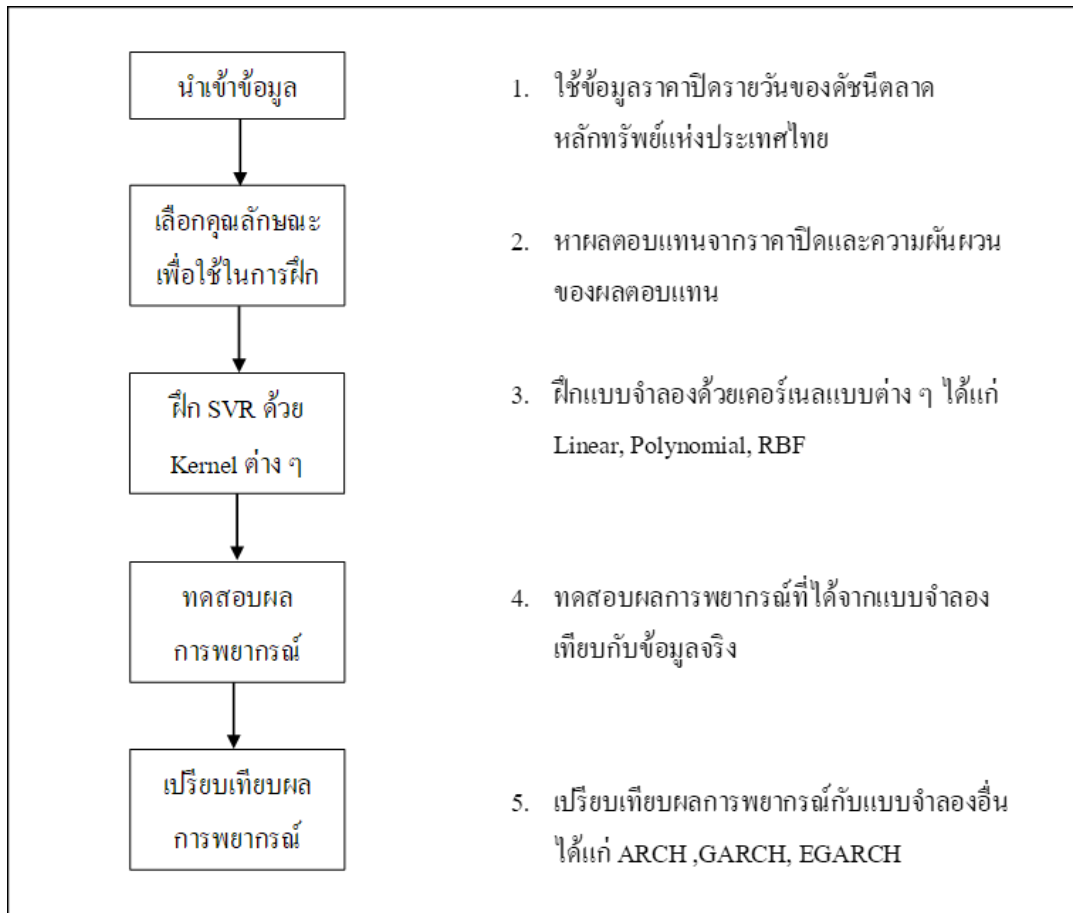 นำเข้าข้อมูล
1. ใช้ข้อมูลราคาปิดรายวันของดัชนีตลาด
หลักทรัพย์แห่งประเทศไทย
เลือกคุณลักษณะ
เพื่อใช้ในการฝึก
2. หาผลตอบแทนจากราคาปิดและความผันผวน
ของผลตอบแทน
ฝึก SVR ด้วย
Kernel ต่าง ๆ
3. ฝึกแบบจำลองด้วยเคอร์เนลแบบต่าง ๆ ได้แก่
Linear, Polynomial, RBF
ทดสอบผล
การพยากรณ์
4. ทดสอบผลการพยากรณ์ที่ได้จากแบบจำลอง
เทียบกับข้อมูลจริง
เปรียบเทียบผล
การพยากรณ์
5. เปรียบเทียบผลการพยากรณ์กับแบบจำลองอื่น
ได้แก่ ARCH ,GARCH, EGARCH